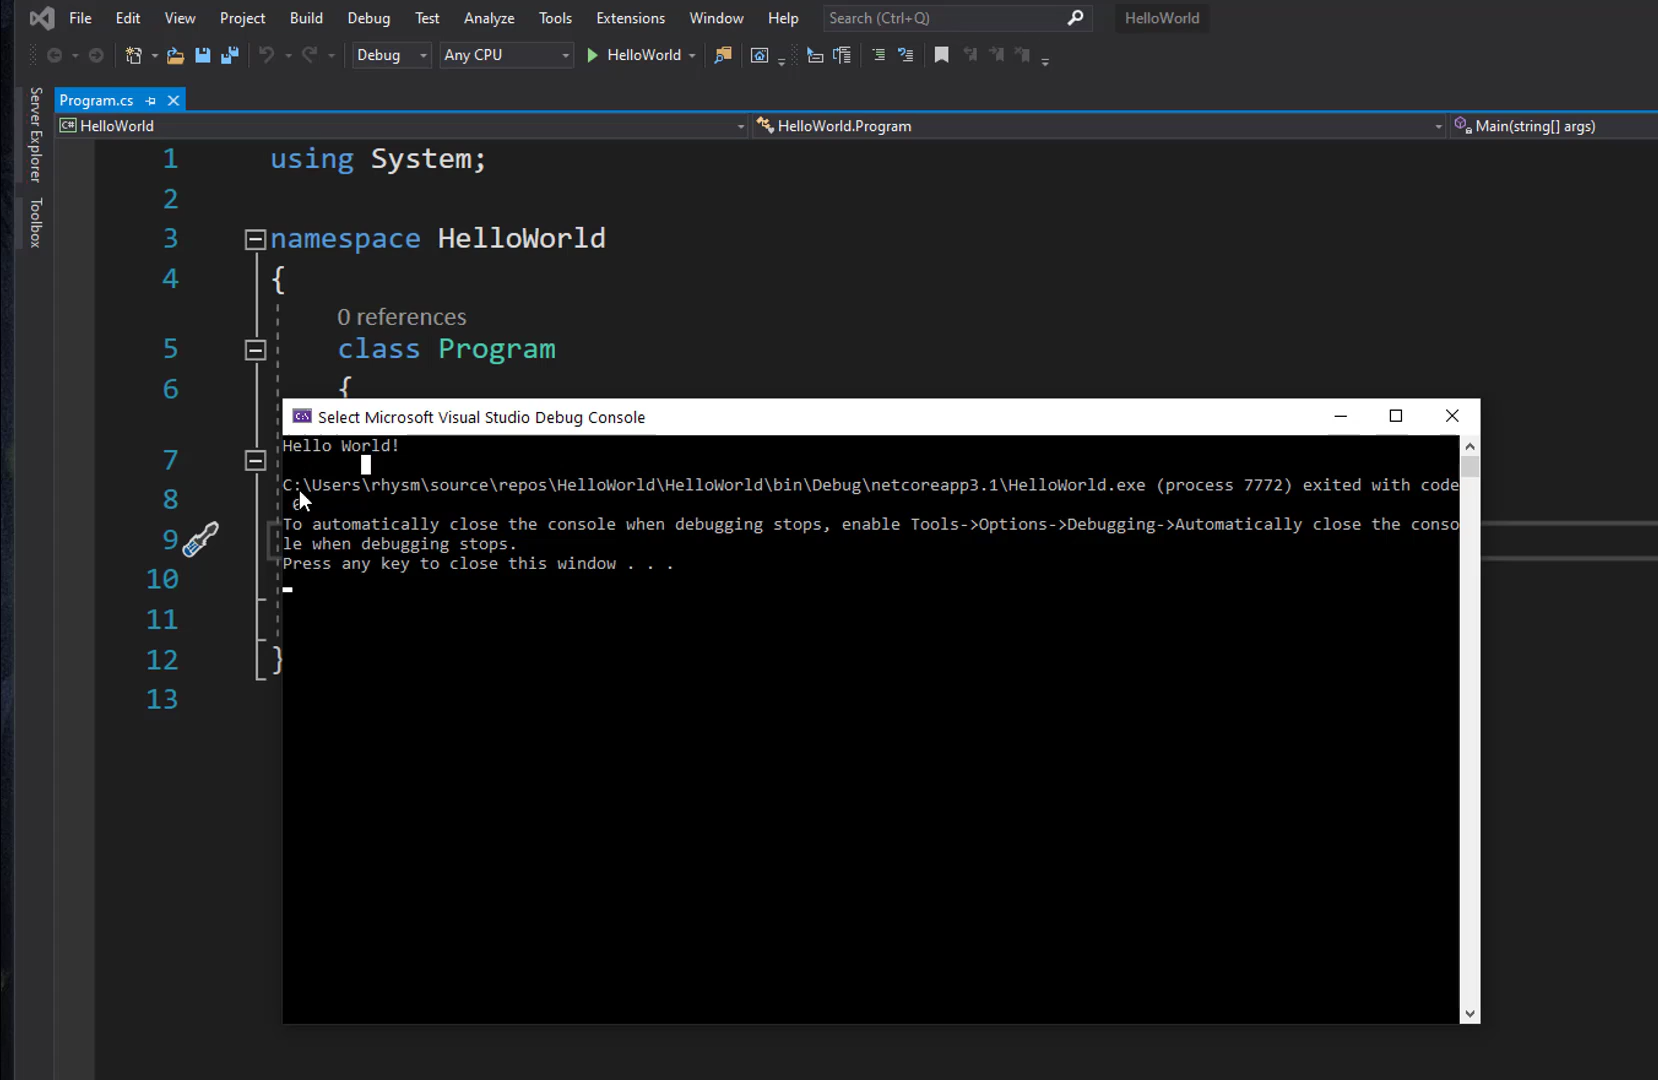 File Edit View Project Build Debug Test Analyze Tools Extensions Window Help Search (Ctrl+Q) HelloWorld
Debug Any CPU HelloWorld
Server Explorer
Toolbox
Program.cs
C# HelloWorld HelloWorld.Program Main(string[] args)
1 using System;
2
3 namespace HelloWorld
4 {
0 references
5 class Program
6 {
7
8
9
10
11
12 }
13
Select Microsoft Visual Studio Debug Console
Hello World!
C:\Users\rhysm\source\repos\HelloWorld\HelloWorld\bin\Debug\netcoreapp3.1\HelloWorld.exe (process 7772) exited with code
To automatically close the console when debugging stops, enable Tools->Options->Debugging->Automatically close the conso
le when debugging stops.
Press any key to close this window . . .